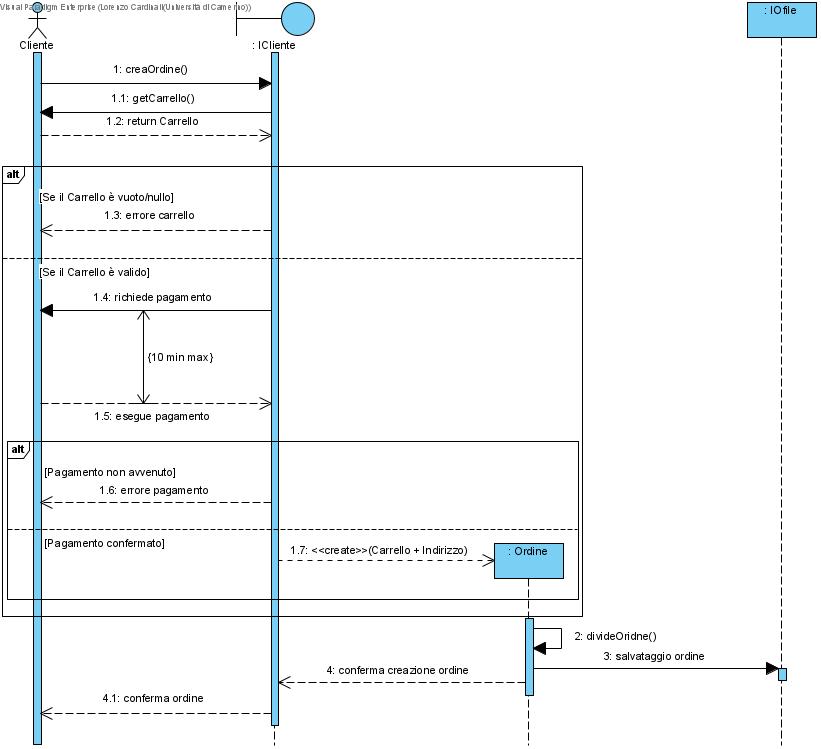 Visual Paradigm Enterprise (Lorenzo Cardinali(Università di Camerino))
: IOfile
Cliente
: ICliente
1: creaOrdine()
1.1: getCarrello()
1.2: return Carrello
alt
[Se il Carrello è vuoto/nullo]
1.3: errore carrello
[Se il Carrello è valido]
1.4: richiede pagamento
{10 min max}
1.5: esegue pagamento
alt
[Pagamento non avvenuto]
1.6: errore pagamento
[Pagamento confermato]
1.7: <<create>>(Carrello + Indirizzo)
: Ordine
2: divideOridne()
3: salvataggio ordine
4: conferma creazione ordine
4.1: conferma ordine